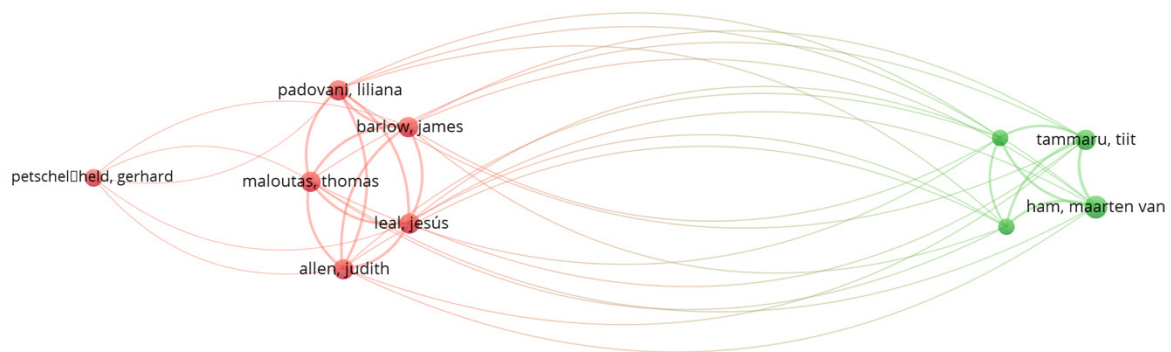 padovani, liliana
barlow, james
tammaru, tiit
petschel▯held, gerhard
maloutas, thomas
ham, maarten van
leal, jesús
allen, judith